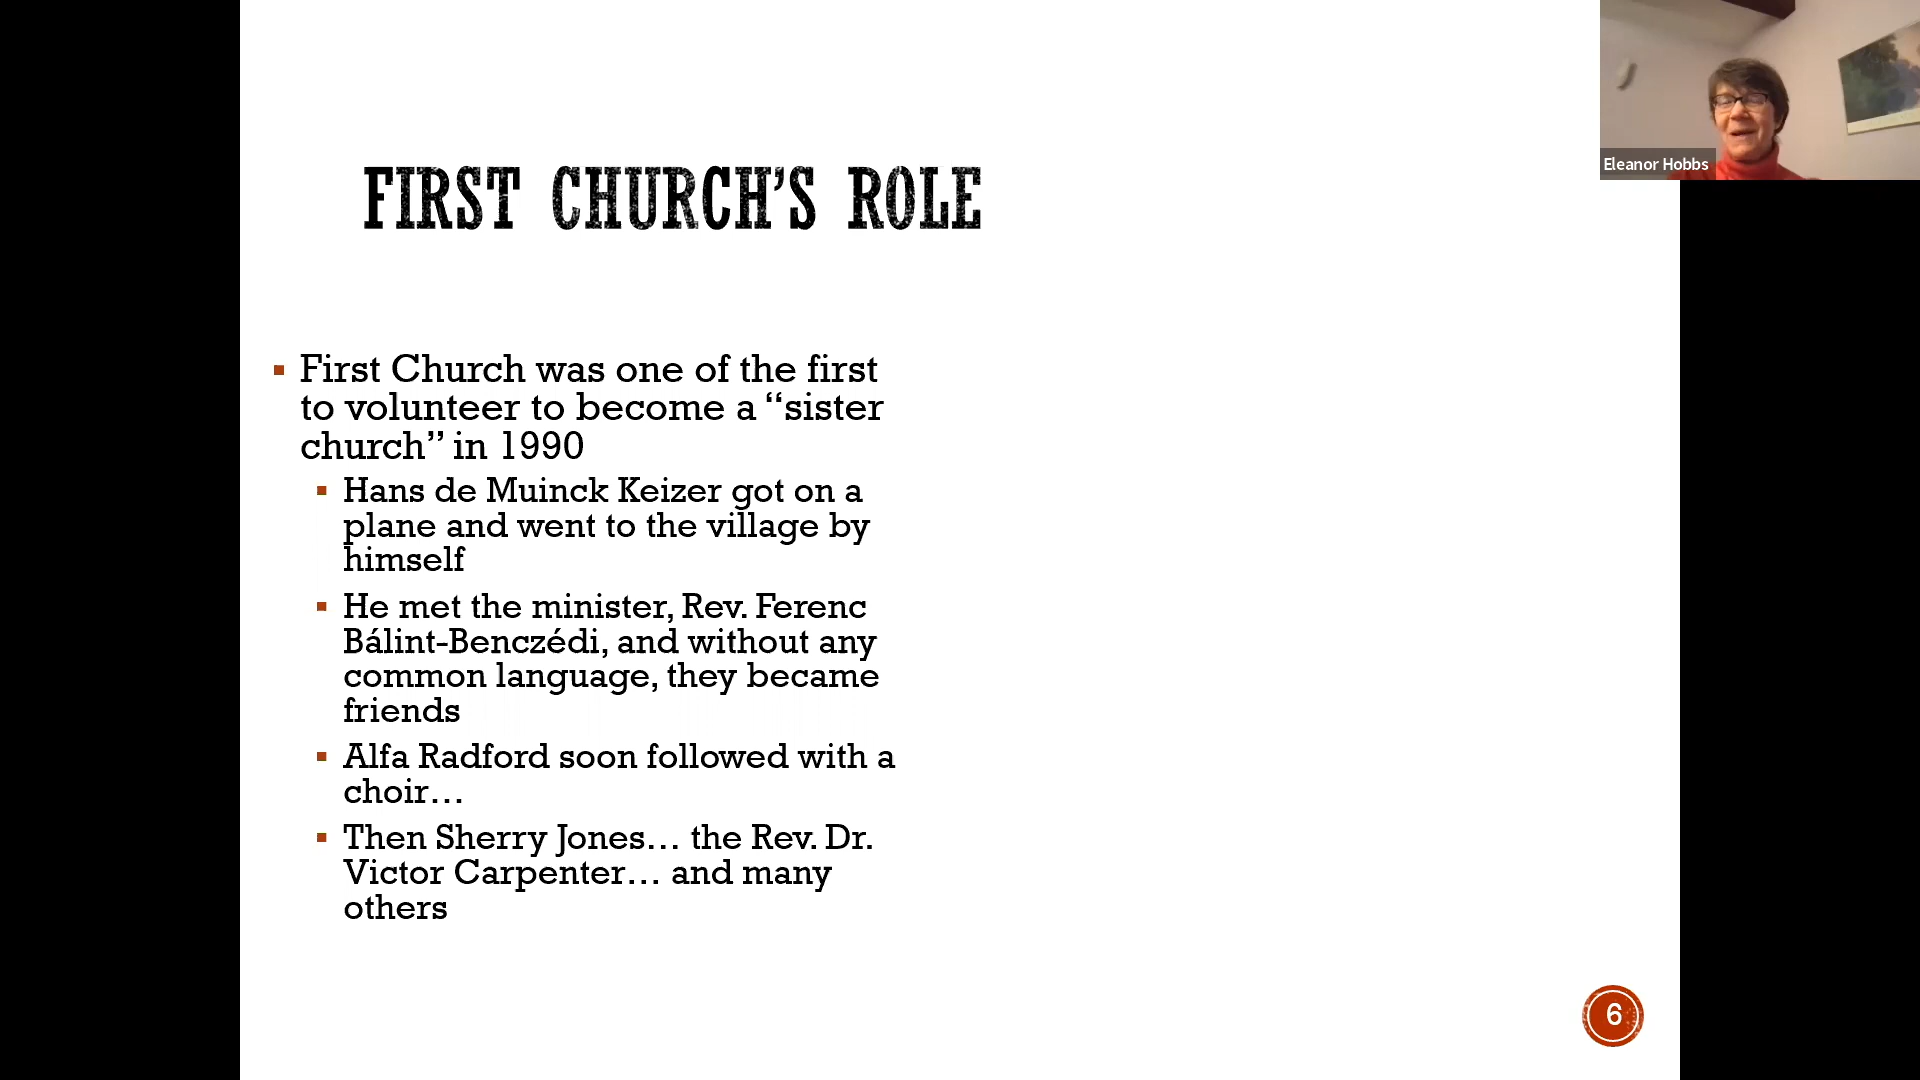 FIRST CHURCH’S ROLE
▪ First Church was one of the first
to volunteer to become a “sister
church” in 1990
▪ Hans de Muinck Keizer got on a
plane and went to the village by
himself
▪ He met the minister, Rev. Ferenc
Bálint-Benczédi, and without any
common language, they became
friends
▪ Alfa Radford soon followed with a
choir…
▪ Then Sherry Jones… the Rev. Dr.
Victor Carpenter… and many
others
6
Eleanor Hobbs